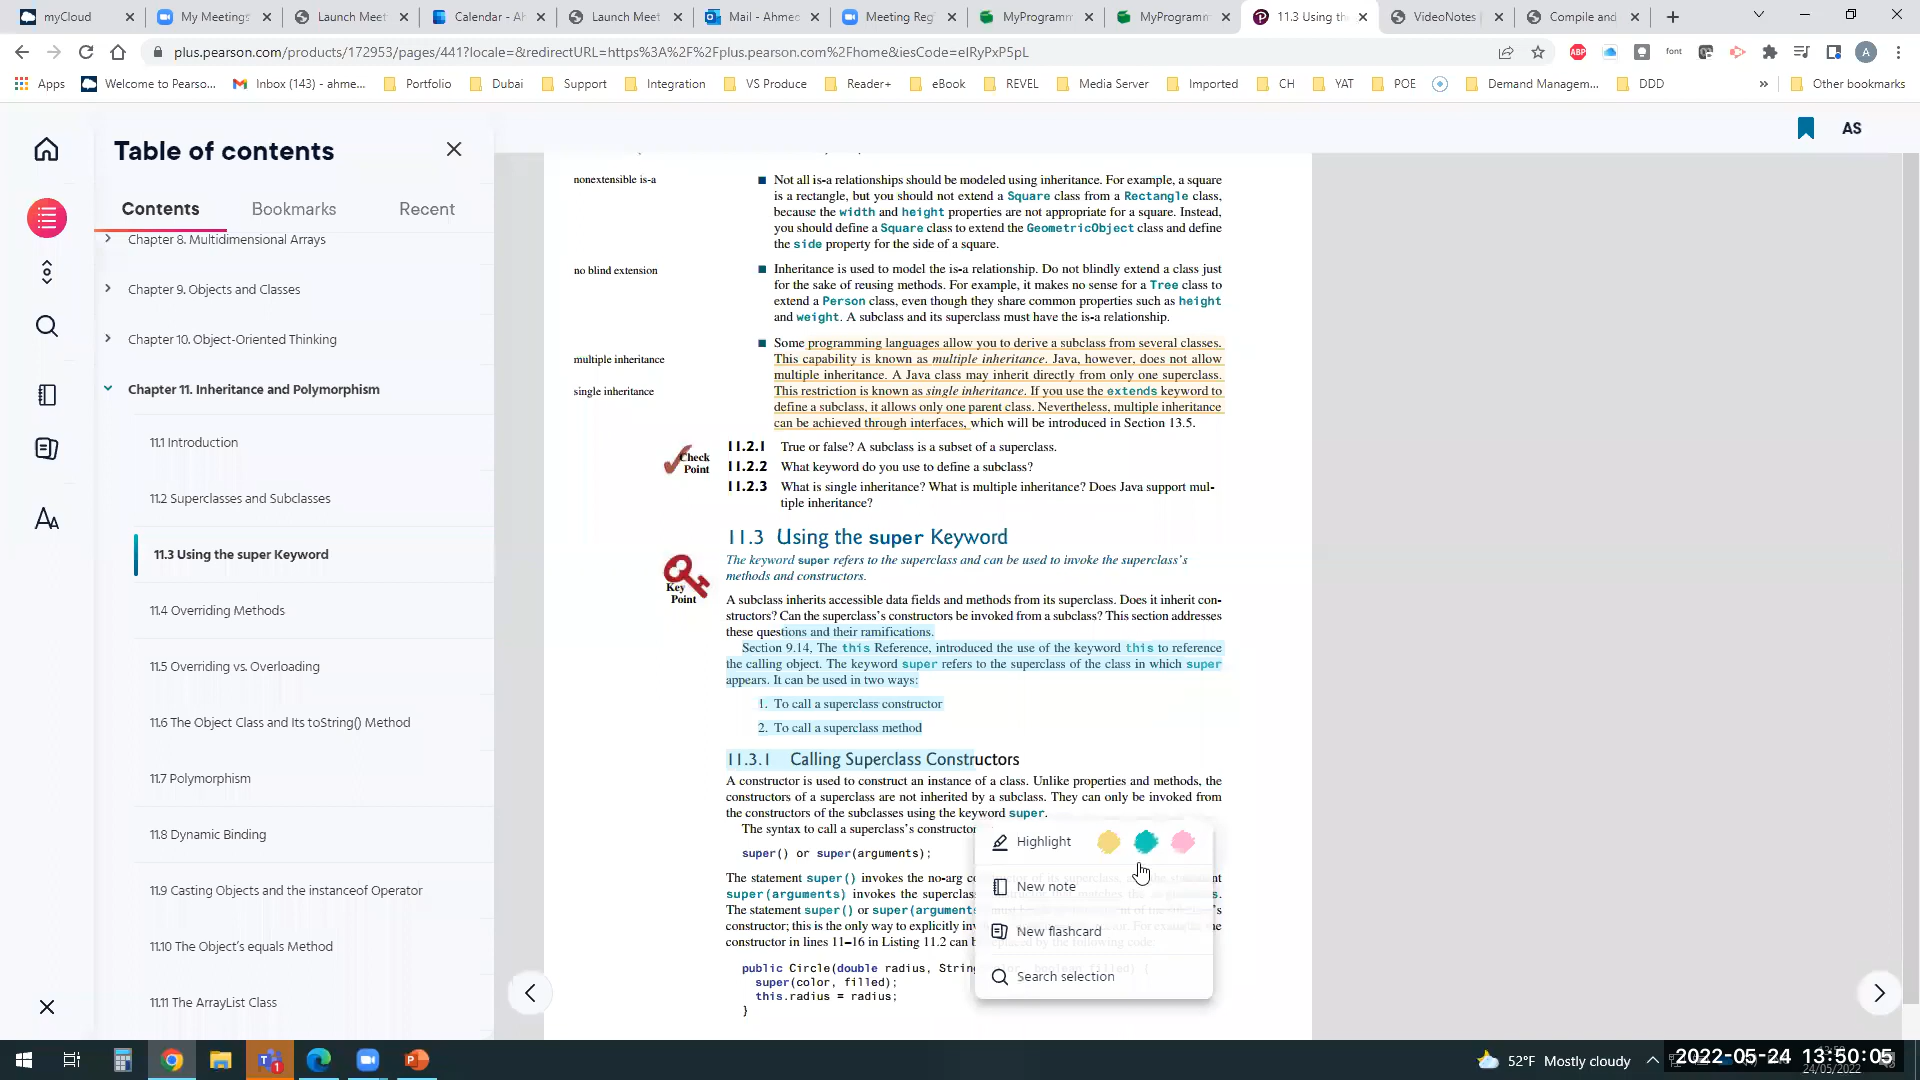 myCloud
My Meetings
Launch Meet
Calendar - Ah
Launch Meet
Mail - Ahmed
Meeting Reg
MyProgramm
MyProgramm
11.3 Using the
VideoNotes
Compile and
plus.pearson.com/products/172953/pages/441?locale=&redirectURL=https%3A%2F%2Fplus.pearson.com%2Fhome&iesCode=eIRyPxP5pL
ABP
font
A
Apps
Welcome to Pearso...
Inbox (143) - ahme...
Portfolio
Dubai
Support
Integration
VS Produce
Reader+
eBook
REVEL
Media Server
Imported
CH
YAT
POE
Demand Managem...
DDD
»
Other bookmarks
AS
Table of contents
Contents
Bookmarks
Recent
Chapter 8. Multidimensional Arrays
Chapter 9. Objects and Classes
Chapter 10. Object-Oriented Thinking
Chapter 11. Inheritance and Polymorphism
11.1 Introduction
11.2 Superclasses and Subclasses
11.3 Using the super Keyword
11.4 Overriding Methods
11.5 Overriding vs. Overloading
11.6 The Object Class and Its toString() Method
11.7 Polymorphism
11.8 Dynamic Binding
11.9 Casting Objects and the instanceof Operator
11.10 The Object's equals Method
11.11 The ArrayList Class
nonextensible is-a
■ Not all is-a relationships should be modeled using inheritance. For example, a square
is a rectangle, but you should not extend a Square class from a Rectangle class,
because the width and height properties are not appropriate for a square. Instead,
you should define a Square class to extend the GeometricObject class and define
the side property for the side of a square.
no blind extension
■ Inheritance is used to model the is-a relationship. Do not blindly extend a class just
for the sake of reusing methods. For example, it makes no sense for a Tree class to
extend a Person class, even though they share common properties such as height
and weight. A subclass and its superclass must have the is-a relationship.
■ Some programming languages allow you to derive a subclass from several classes.
multiple inheritance
This capability is known as multiple inheritance. Java, however, does not allow
multiple inheritance. A Java class may inherit directly from only one superclass.
single inheritance
This restriction is known as single inheritance. If you use the extends keyword to
define a subclass, it allows only one parent class. Nevertheless, multiple inheritance
can be achieved through interfaces, which will be introduced in Section 13.5.
Check
Point
11.2.1 True or false? A subclass is a subset of a superclass.
11.2.2 What keyword do you use to define a subclass?
11.2.3 What is single inheritance? What is multiple inheritance? Does Java support mul-
tiple inheritance?
11.3 Using the super Keyword
Key
Point
The keyword super refers to the superclass and can be used to invoke the superclass's
methods and constructors.
A subclass inherits accessible data fields and methods from its superclass. Does it inherit con-
structors? Can the superclass's constructors be invoked from a subclass? This section addresses
these questions and their ramifications.
Section 9.14, The this Reference, introduced the use of the keyword this to reference
the calling object. The keyword super refers to the superclass of the class in which super
appears. It can be used in two ways:
1. To call a superclass constructor
2. To call a superclass method
11.3.1 Calling Superclass Constructors
A constructor is used to construct an instance of a class. Unlike properties and methods, the
constructors of a superclass are not inherited by a subclass. They can only be invoked from
the constructors of the subclasses using the keyword super.
The syntax to call a superclass's constructor
super() or super(arguments);
The statement super() invokes the no-arg
super(arguments) invokes the superclass
The statement super() or super(arguments
constructor; this is the only way to explicitly
constructor in lines 11–16 in Listing 11.2 can
public Circle(double radius, String
super(color, filled);
this.radius = radius;
}
Highlight
New note
New flashcard
Search selection
52°F Mostly cloudy
2022-05-24 13:50:05
24/05/2022